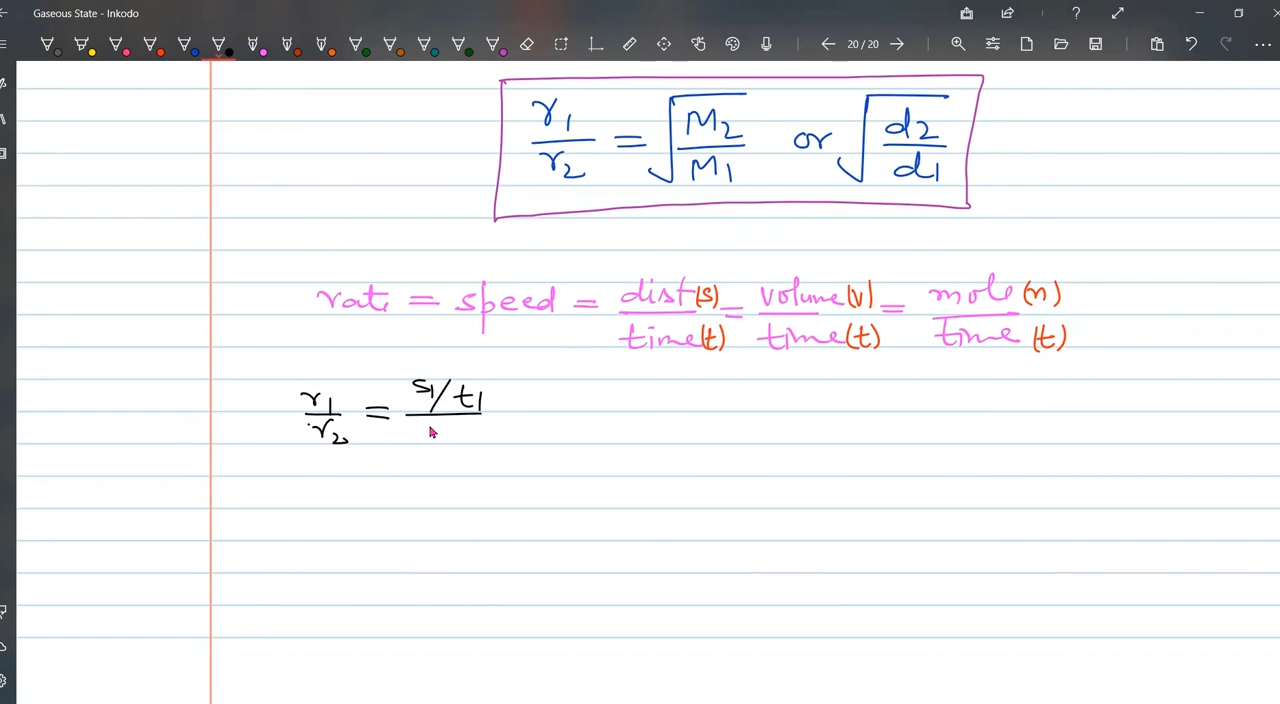 Gaseous State - Inkodo
20/20
r1/r2 = √(M2/M1) or √(d2/d1)
rate = speed = dist(s)/time(t) = volume(v)/time(t) = mole(n)/time(t)
r1/r2 = s1/t1